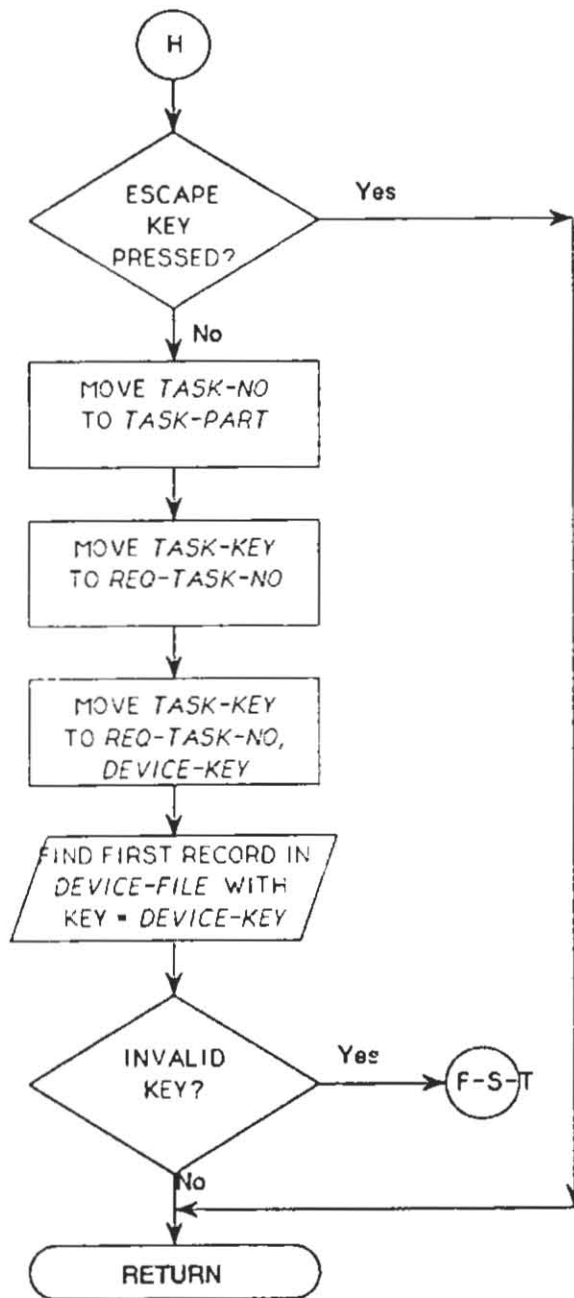 H
ESCAPE
KEY
PRESSED?
Yes
No
MOVE TASK-NO
TO TASK-PART
MOVE TASK-KEY
TO REQ-TASK-NO
MOVE TASK-KEY
TO REQ-TASK-NO,
DEVICE-KEY
FIND FIRST RECORD IN
DEVICE-FILE WITH
KEY = DEVICE-KEY
INVALID
KEY?
Yes
F-S-T
No
RETURN